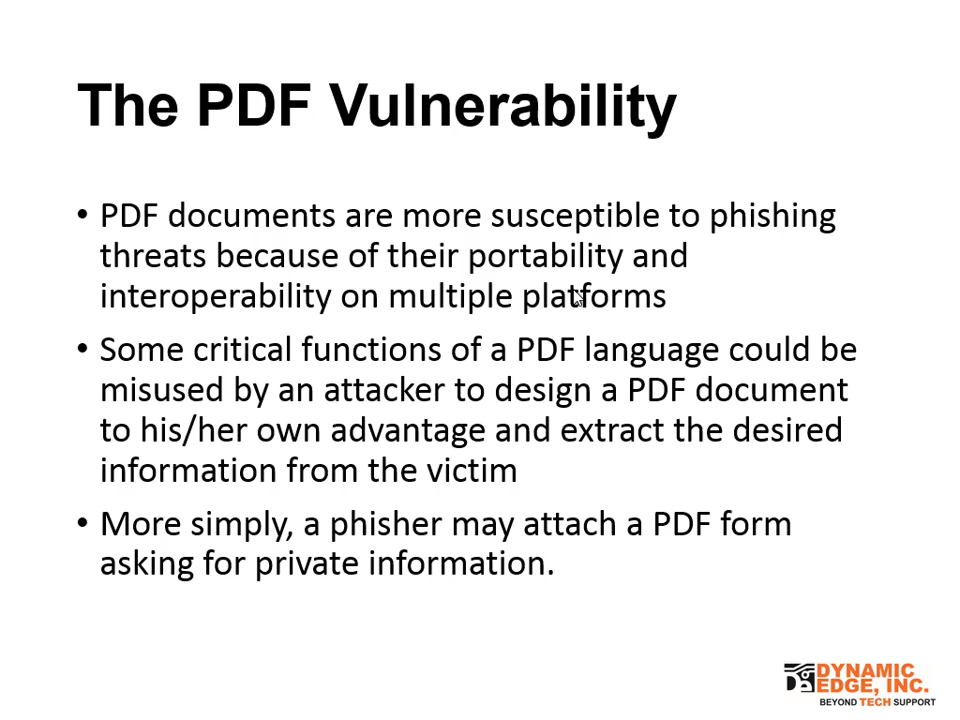 The PDF Vulnerability
• PDF documents are more susceptible to phishing
threats because of their portability and
interoperability on multiple platforms
• Some critical functions of a PDF language could be
misused by an attacker to design a PDF document
to his/her own advantage and extract the desired
information from the victim
• More simply, a phisher may attach a PDF form
asking for private information.
DYNAMIC
EDGE, INC.
BEYOND TECH SUPPORT